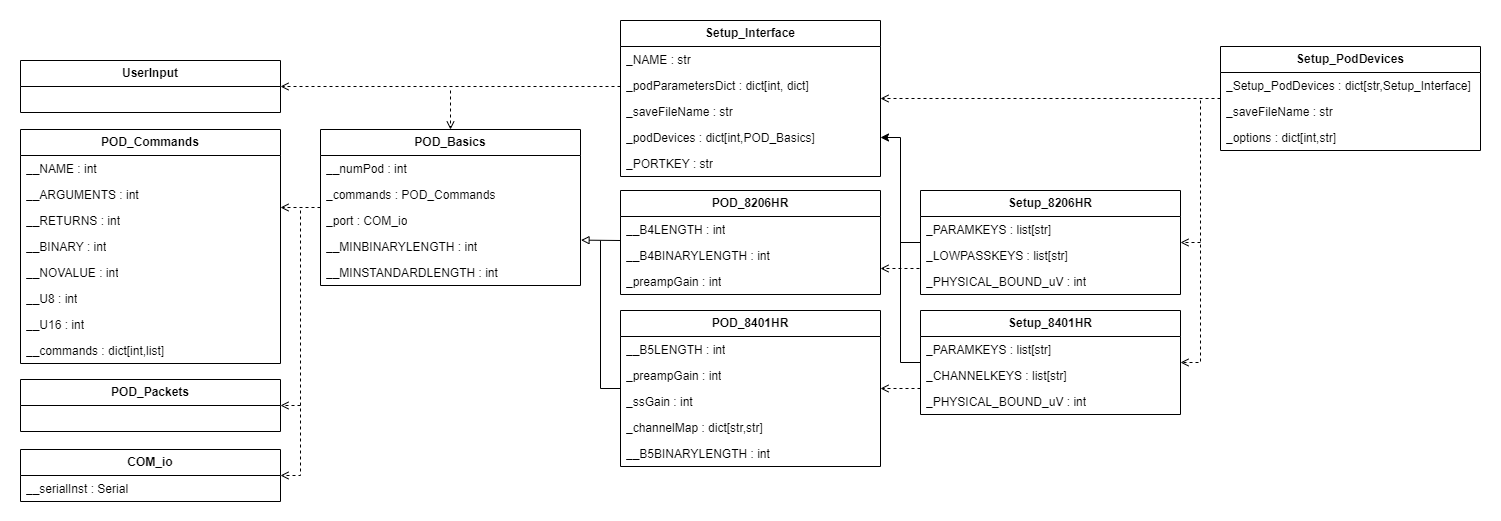 UserInput
POD_Commands
__NAME : int
__ARGUMENTS : int
__RETURNS : int
__BINARY : int
__NOVALUE : int
__U8 : int
__U16 : int
__commands : dict[int,list]
POD_Packets
COM_io
__serialInst : Serial
POD_Basics
__numPod : int
_commands : POD_Commands
_port : COM_io
__MINBINARYLENGTH : int
__MINSTANDARDLENGTH : int
Setup_Interface
_NAME : str
_podParametersDict : dict[int, dict]
_saveFileName : str
_podDevices : dict[int,POD_Basics]
_PORTKEY : str
POD_8206HR
__B4LENGTH : int
__B4BINARYLENGTH : int
_preampGain : int
POD_8401HR
__B5LENGTH : int
_preampGain : int
_ssGain : int
_channelMap : dict[str,str]
__B5BINARYLENGTH : int
Setup_8206HR
_PARAMKEYS : list[str]
_LOWPASSKEYS : list[str]
_PHYSICAL_BOUND_uV : int
Setup_8401HR
_PARAMKEYS : list[str]
_CHANNELKEYS : list[str]
_PHYSICAL_BOUND_uV : int
Setup_PodDevices
_Setup_PodDevices : dict[str,Setup_Interface]
_saveFileName : str
_options : dict[int,str]